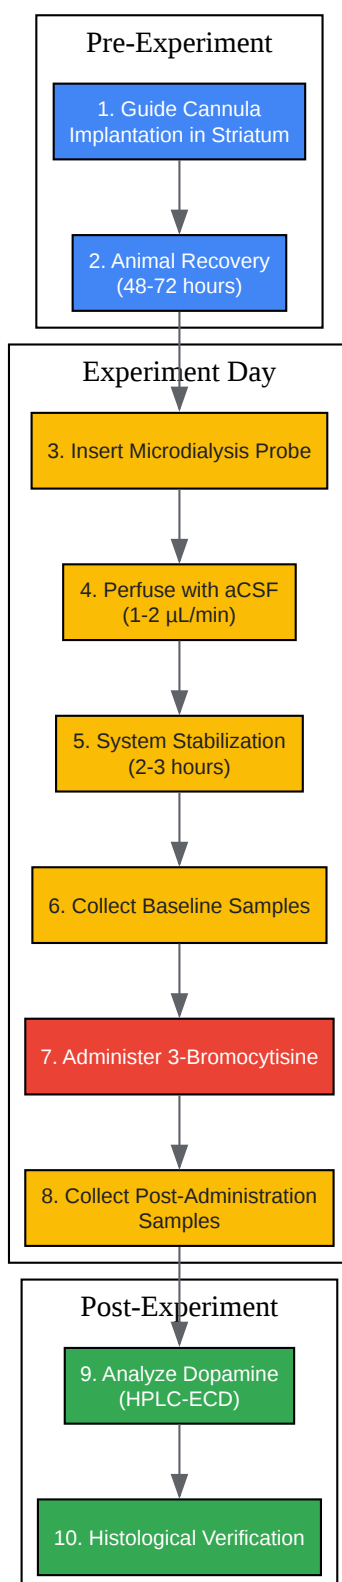 Pre-Experiment
1. Guide Cannula
Implantation in Striatum
2. Animal Recovery
(48-72 hours)
Experiment Day
3. Insert Microdialysis Probe
4. Perfuse with aCSF
(1-2 µL/min)
5. System Stabilization
(2-3 hours)
6. Collect Baseline Samples
7. Administer 3-Bromocytisine
8. Collect Post-Administration
Samples
Post-Experiment
9. Analyze Dopamine
(HPLC-ECD)
10. Histological Verification